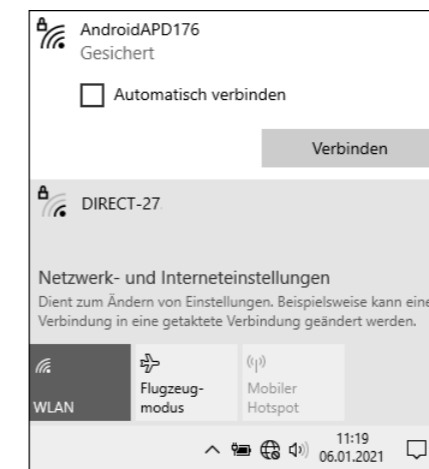 AndroidAPD176
Gesichert
Automatisch verbinden
Verbinden
DIRECT-27
Netzwerk- und Interneteinstellungen
Dient zum Ändern von Einstellungen. Beispielsweise kann eine
Verbindung in eine getaktete Verbindung geändert werden.
WLAN
Flugzeug-
modus
Mobiler
Hotspot
11:19
06.01.2021